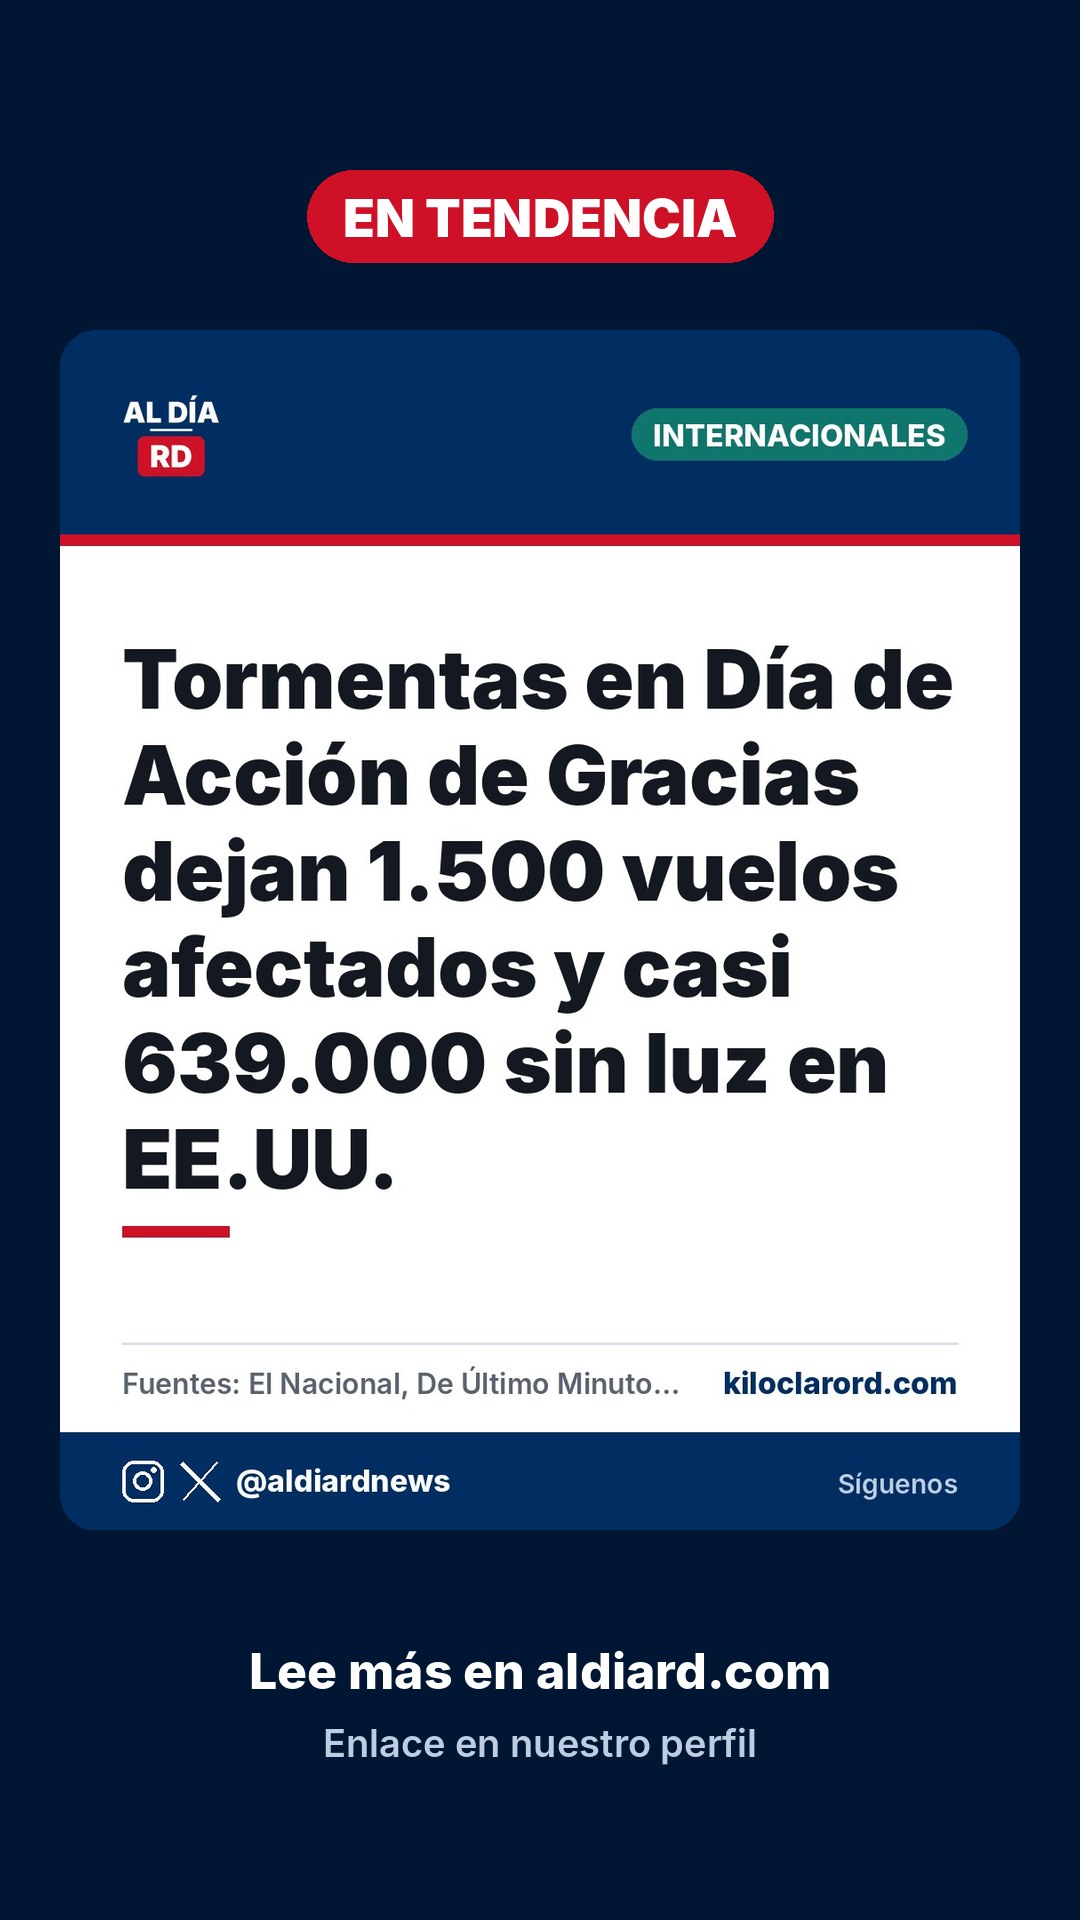 EN TENDENCIA
AL DÍA
RD
INTERNACIONALES
Tormentas en Día de
Acción de Gracias
dejan 1.500 vuelos
afectados y casi
639.000 sin luz en
EE.UU.
Fuentes: El Nacional, De Último Minuto...
kiloclarord.com
@aldiardnews
Síguenos
Lee más en aldiard.com
Enlace en nuestro perfil